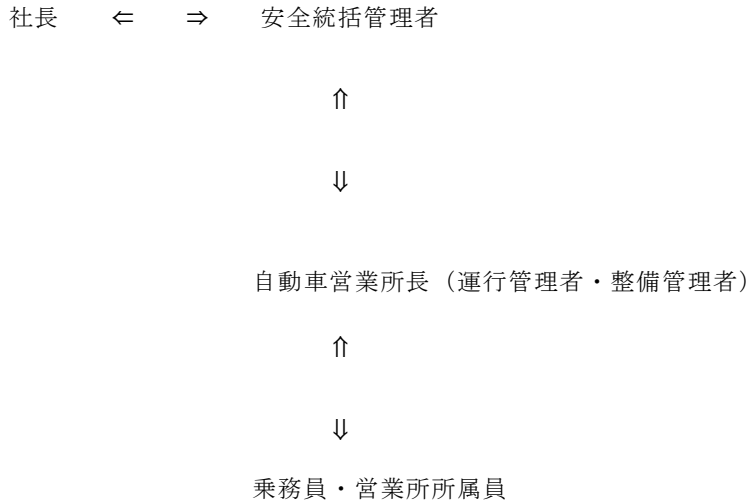 社長 ⇐ ⇒ 安全統括管理者
⇑
⇓
自動車営業所長（運行管理者・整備管理者）
⇑
⇓
乗務員・営業所所属員